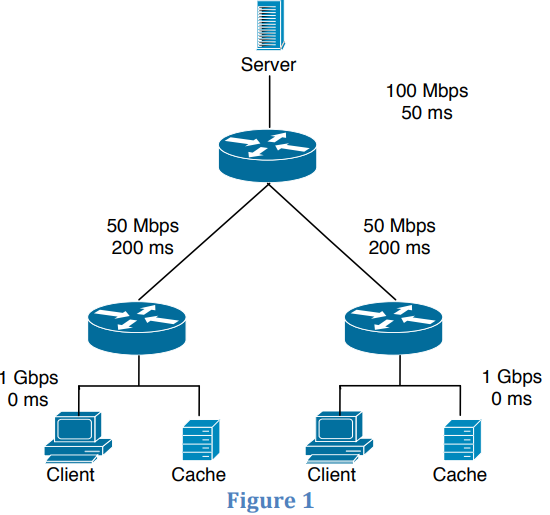 Server
100 Mbps
50 ms
50 Mbps
200 ms
50 Mbps
200 ms
1 Gbps
0 ms
1 Gbps
0 ms
Client
Cache
Client
Cache
Figure 1